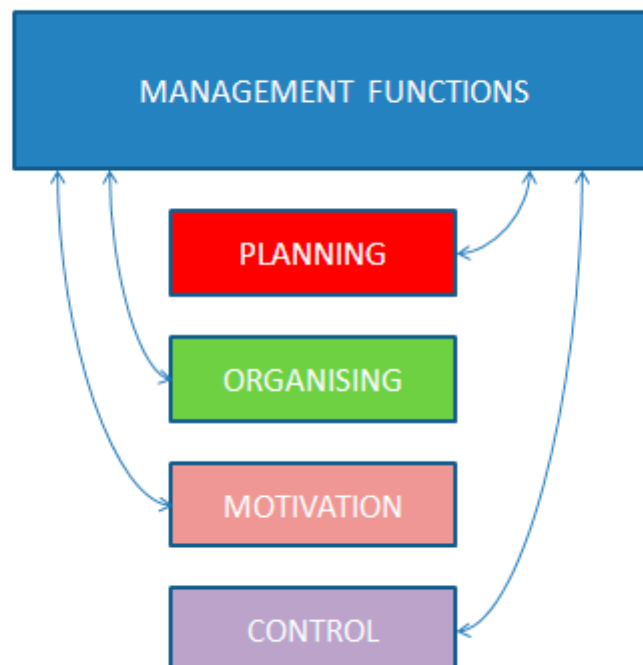 MANAGEMENT FUNCTIONS
PLANNING
ORGANISING
MOTIVATION
CONTROL